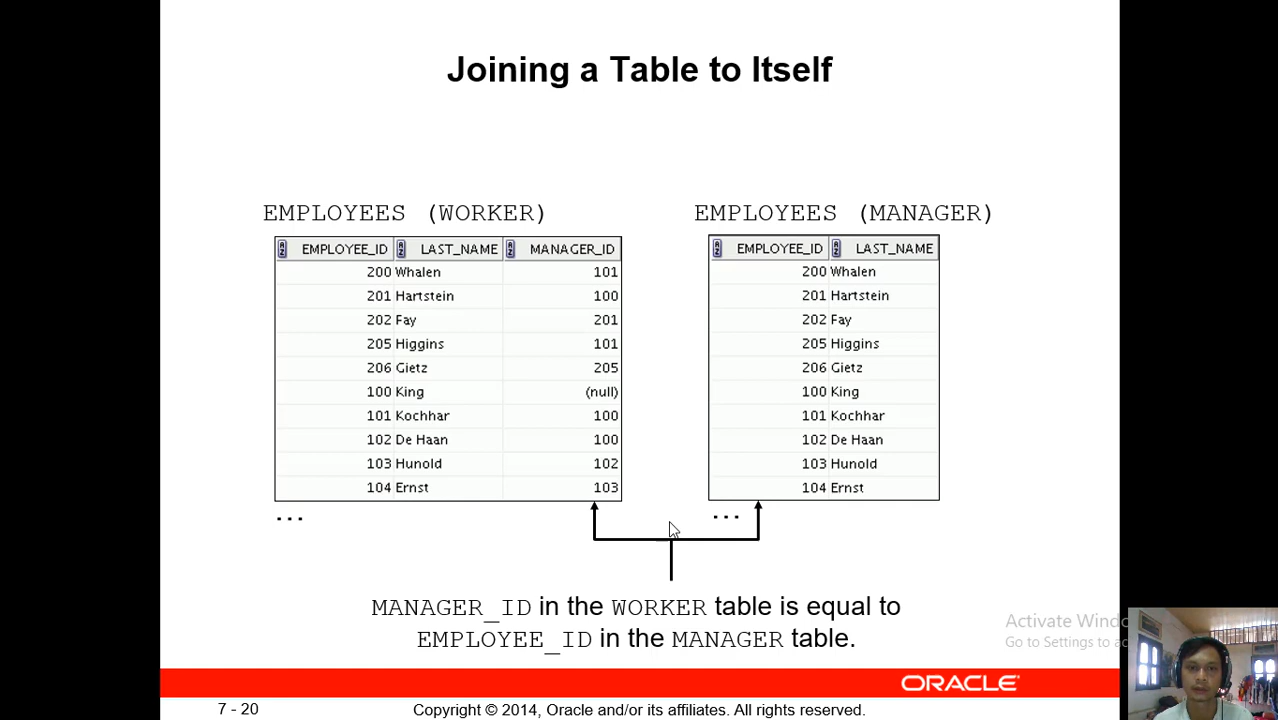 Joining a Table to Itself
EMPLOYEES (WORKER)
EMPLOYEES (MANAGER)
EMPLOYEE_ID LAST_NAME MANAGER_ID
200 Whalen 101
201 Hartstein 100
202 Fay 201
205 Higgins 101
206 Gietz 205
100 King (null)
101 Kochhar 100
102 De Haan 100
103 Hunold 102
104 Ernst 103
...
EMPLOYEE_ID LAST_NAME
200 Whalen
201 Hartstein
202 Fay
205 Higgins
206 Gietz
100 King
101 Kochhar
102 De Haan
103 Hunold
104 Ernst
...
MANAGER_ID in the WORKER table is equal to
EMPLOYEE_ID in the MANAGER table.
Activate Windo
Go to Settings to a
ORACLE
7 - 20
Copyright © 2014, Oracle and/or its affiliates. All rights reserved.